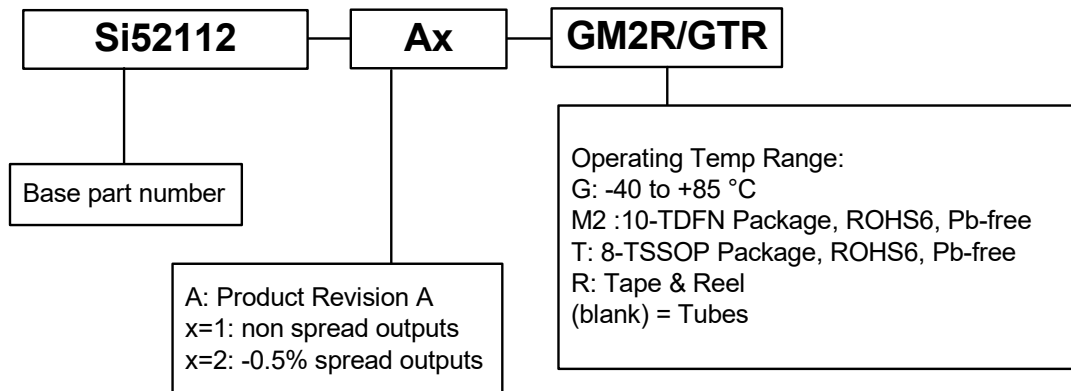 Si52112
Ax
GM2R/GTR
Base part number
A: Product Revision A
x=1: non spread outputs
x=2: -0.5% spread outputs
Operating Temp Range:
G: -40 to +85 °C
M2 :10-TDFN Package, ROHS6, Pb-free
T: 8-TSSOP Package, ROHS6, Pb-free
R: Tape & Reel
(blank) = Tubes